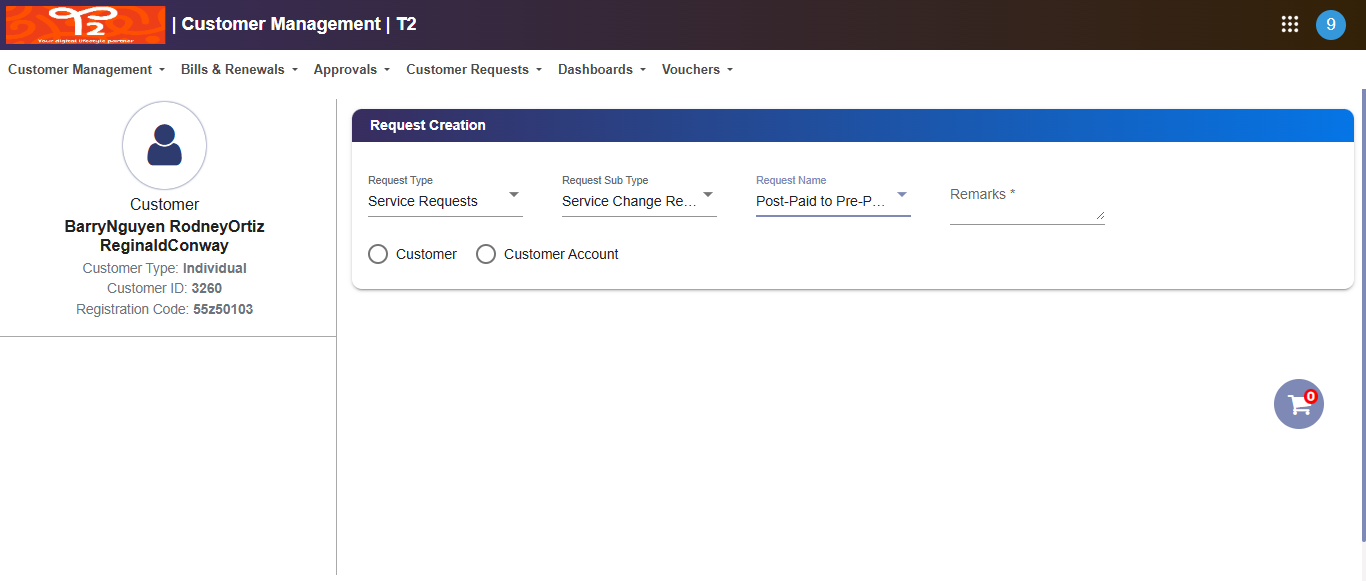 T2
Your digital lifestyle partner
| Customer Management | T2
9
Customer Management
Bills & Renewals
Approvals
Customer Requests
Dashboards
Vouchers
Customer
BarryNguyen RodneyOrtiz
ReginaldConway
Customer Type: Individual
Customer ID: 3260
Registration Code: 55z50103
Request Creation
Request Type
Service Requests
Request Sub Type
Service Change Re...
Request Name
Post-Paid to Pre-P...
Remarks *
Customer
Customer Account
0